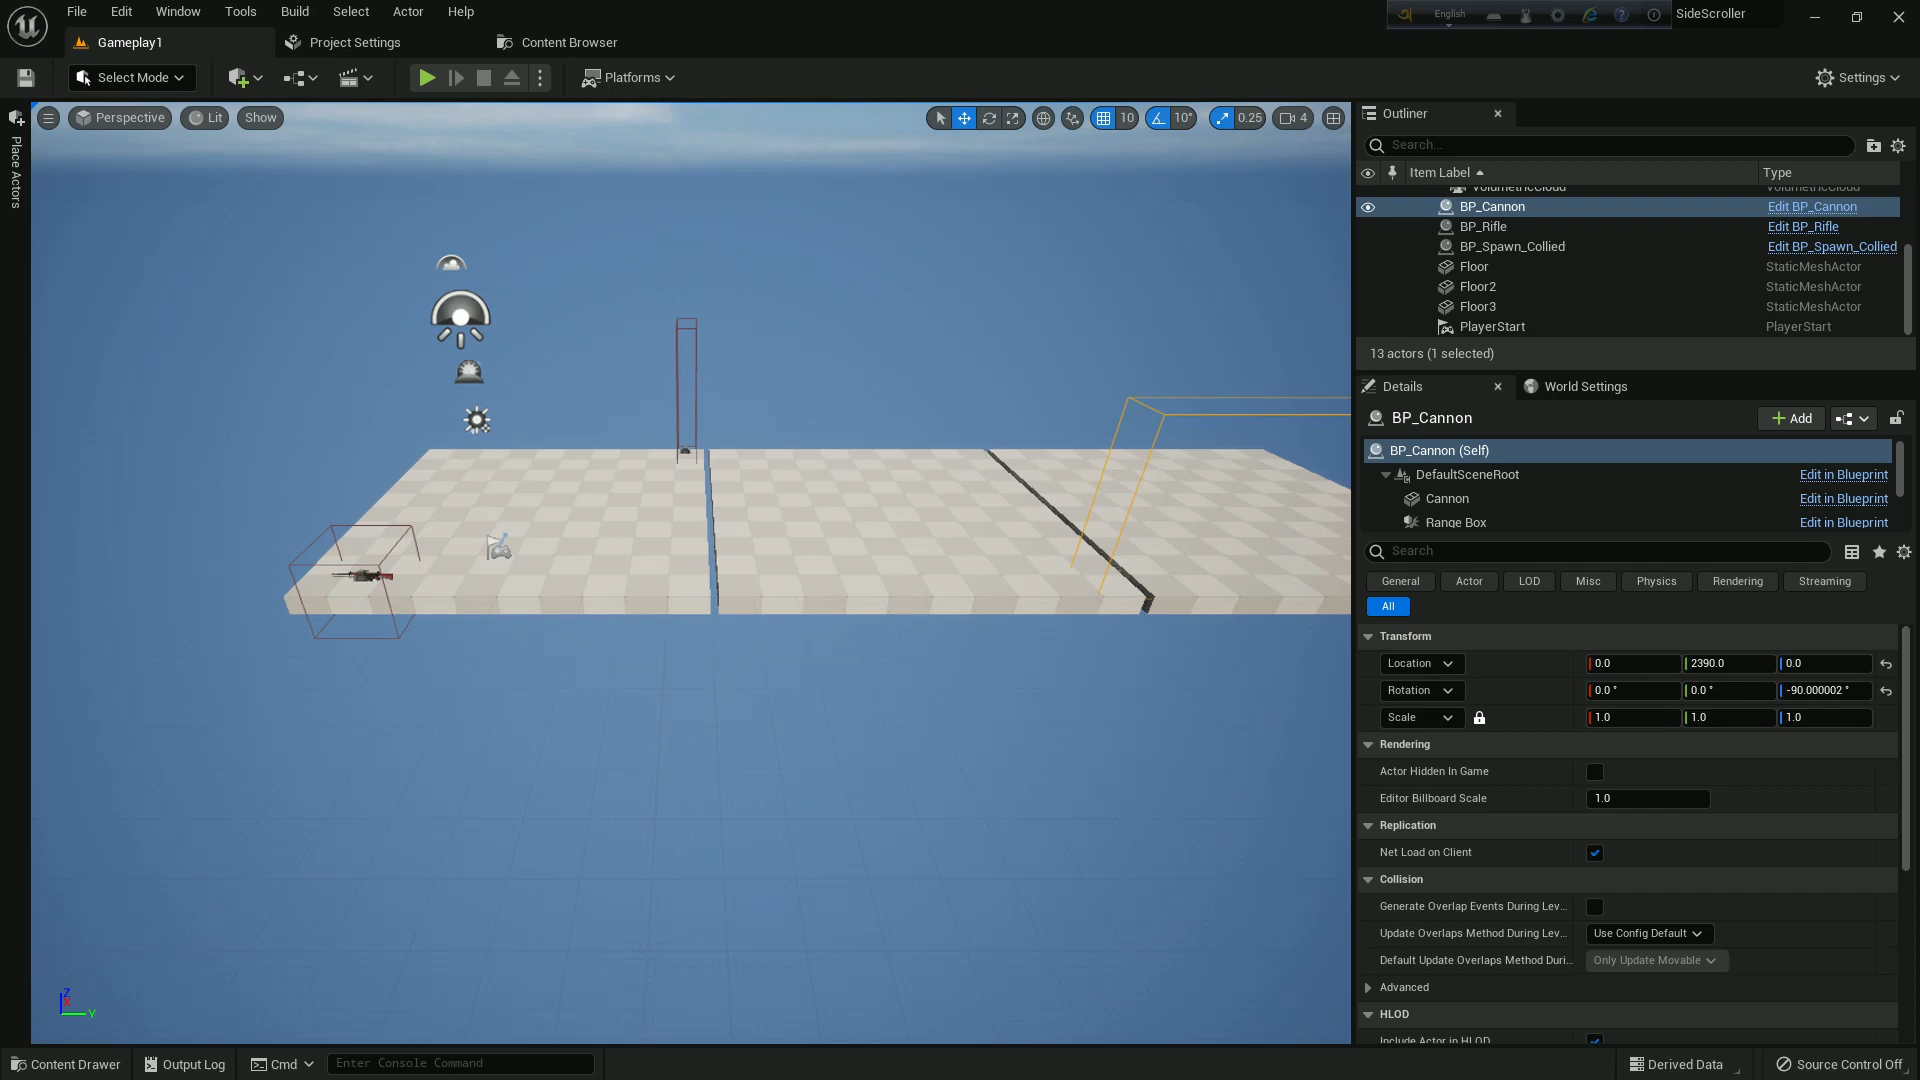 File Edit Window Tools Build Select Actor Help
English
SideScroller
Gameplay1
Project Settings
Content Browser
Select Mode
Platforms
Settings
Place Actors
Perspective
Lit
Show
10
10°
0.25
4
Outliner
Search...
Item Label
Type
VolumetricCloud VolumetricCloud
BP_Cannon Edit BP_Cannon
BP_Rifle Edit BP_Rifle
BP_Spawn_Collied Edit BP_Spawn_Collied
Floor StaticMeshActor
Floor2 StaticMeshActor
Floor3 StaticMeshActor
PlayerStart PlayerStart
13 actors (1 selected)
Details
World Settings
BP_Cannon
Add
BP_Cannon (Self)
DefaultSceneRoot Edit in Blueprint
Cannon Edit in Blueprint
Range Box Edit in Blueprint
Search
General Actor LOD Misc Physics Rendering Streaming
All
Transform
Location 0.0 2390.0 0.0
Rotation 0.0 ° 0.0 ° -90.000002 °
Scale 1.0 1.0 1.0
Rendering
Actor Hidden In Game
Editor Billboard Scale 1.0
Replication
Net Load on Client
Collision
Generate Overlap Events During Lev...
Update Overlaps Method During Lev... Use Config Default
Default Update Overlaps Method Duri... Only Update Movable
Advanced
HLOD
Include Actor in HLOD
Z
X
Y
Content Drawer
Output Log
Cmd
Enter Console Command
Derived Data
Source Control Off